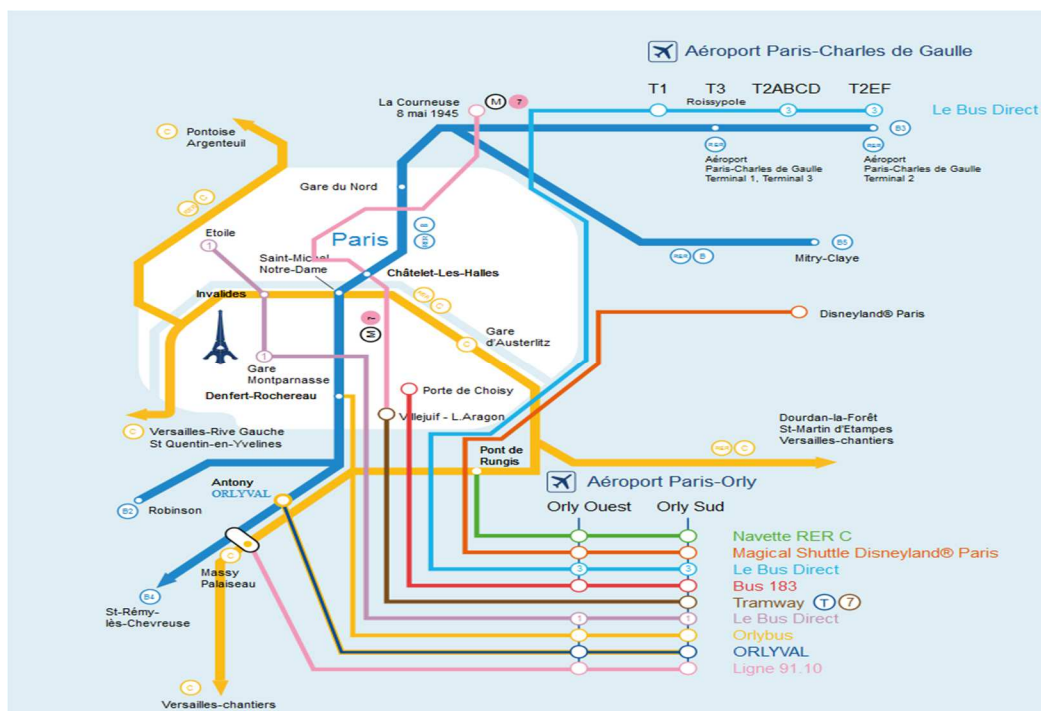 Aéroport Paris-Charles de Gaulle
T1
T3
T2ABCD
T2EF
Roissypole
Le Bus Direct
3
3
La Courneuse
8 mai 1945
M
7
B3
RER
RER
Aéroport
Paris-Charles de Gaulle
Terminal 1, Terminal 3
Aéroport
Paris-Charles de Gaulle
Terminal 2
C
Pontoise
Argenteuil
Gare du Nord
RER C
Etoile
1
Paris
B
RER
Saint-Michel
Notre-Dame
Châtelet-Les-Halles
RER B
B5
Mitry-Claye
Invalides
RER C
M 7
Disneyland® Paris
Gare
d'Austerlitz
C
1
Gare
Montparnasse
Denfert-Rochereau
Porte de Choisy
Villejuif - L.Aragon
C
Versailles-Rive Gauche
St Quentin-en-Yvelines
Dourdan-la-Forêt
St-Martin d'Etampes
Versailles-chantiers
RER C
Pont de
Rungis
Antony
ORLYVAL
B2
Robinson
Aéroport Paris-Orly
Orly Ouest
Orly Sud
Navette RER C
Magical Shuttle Disneyland® Paris
3
3
Le Bus Direct
Bus 183
Tramway T 7
1
1
Le Bus Direct
Orlybus
ORLYVAL
Ligne 91.10
C
Massy
Palaiseau
B4
St-Rémy-
lès-Chevreuse
C
Versailles-chantiers